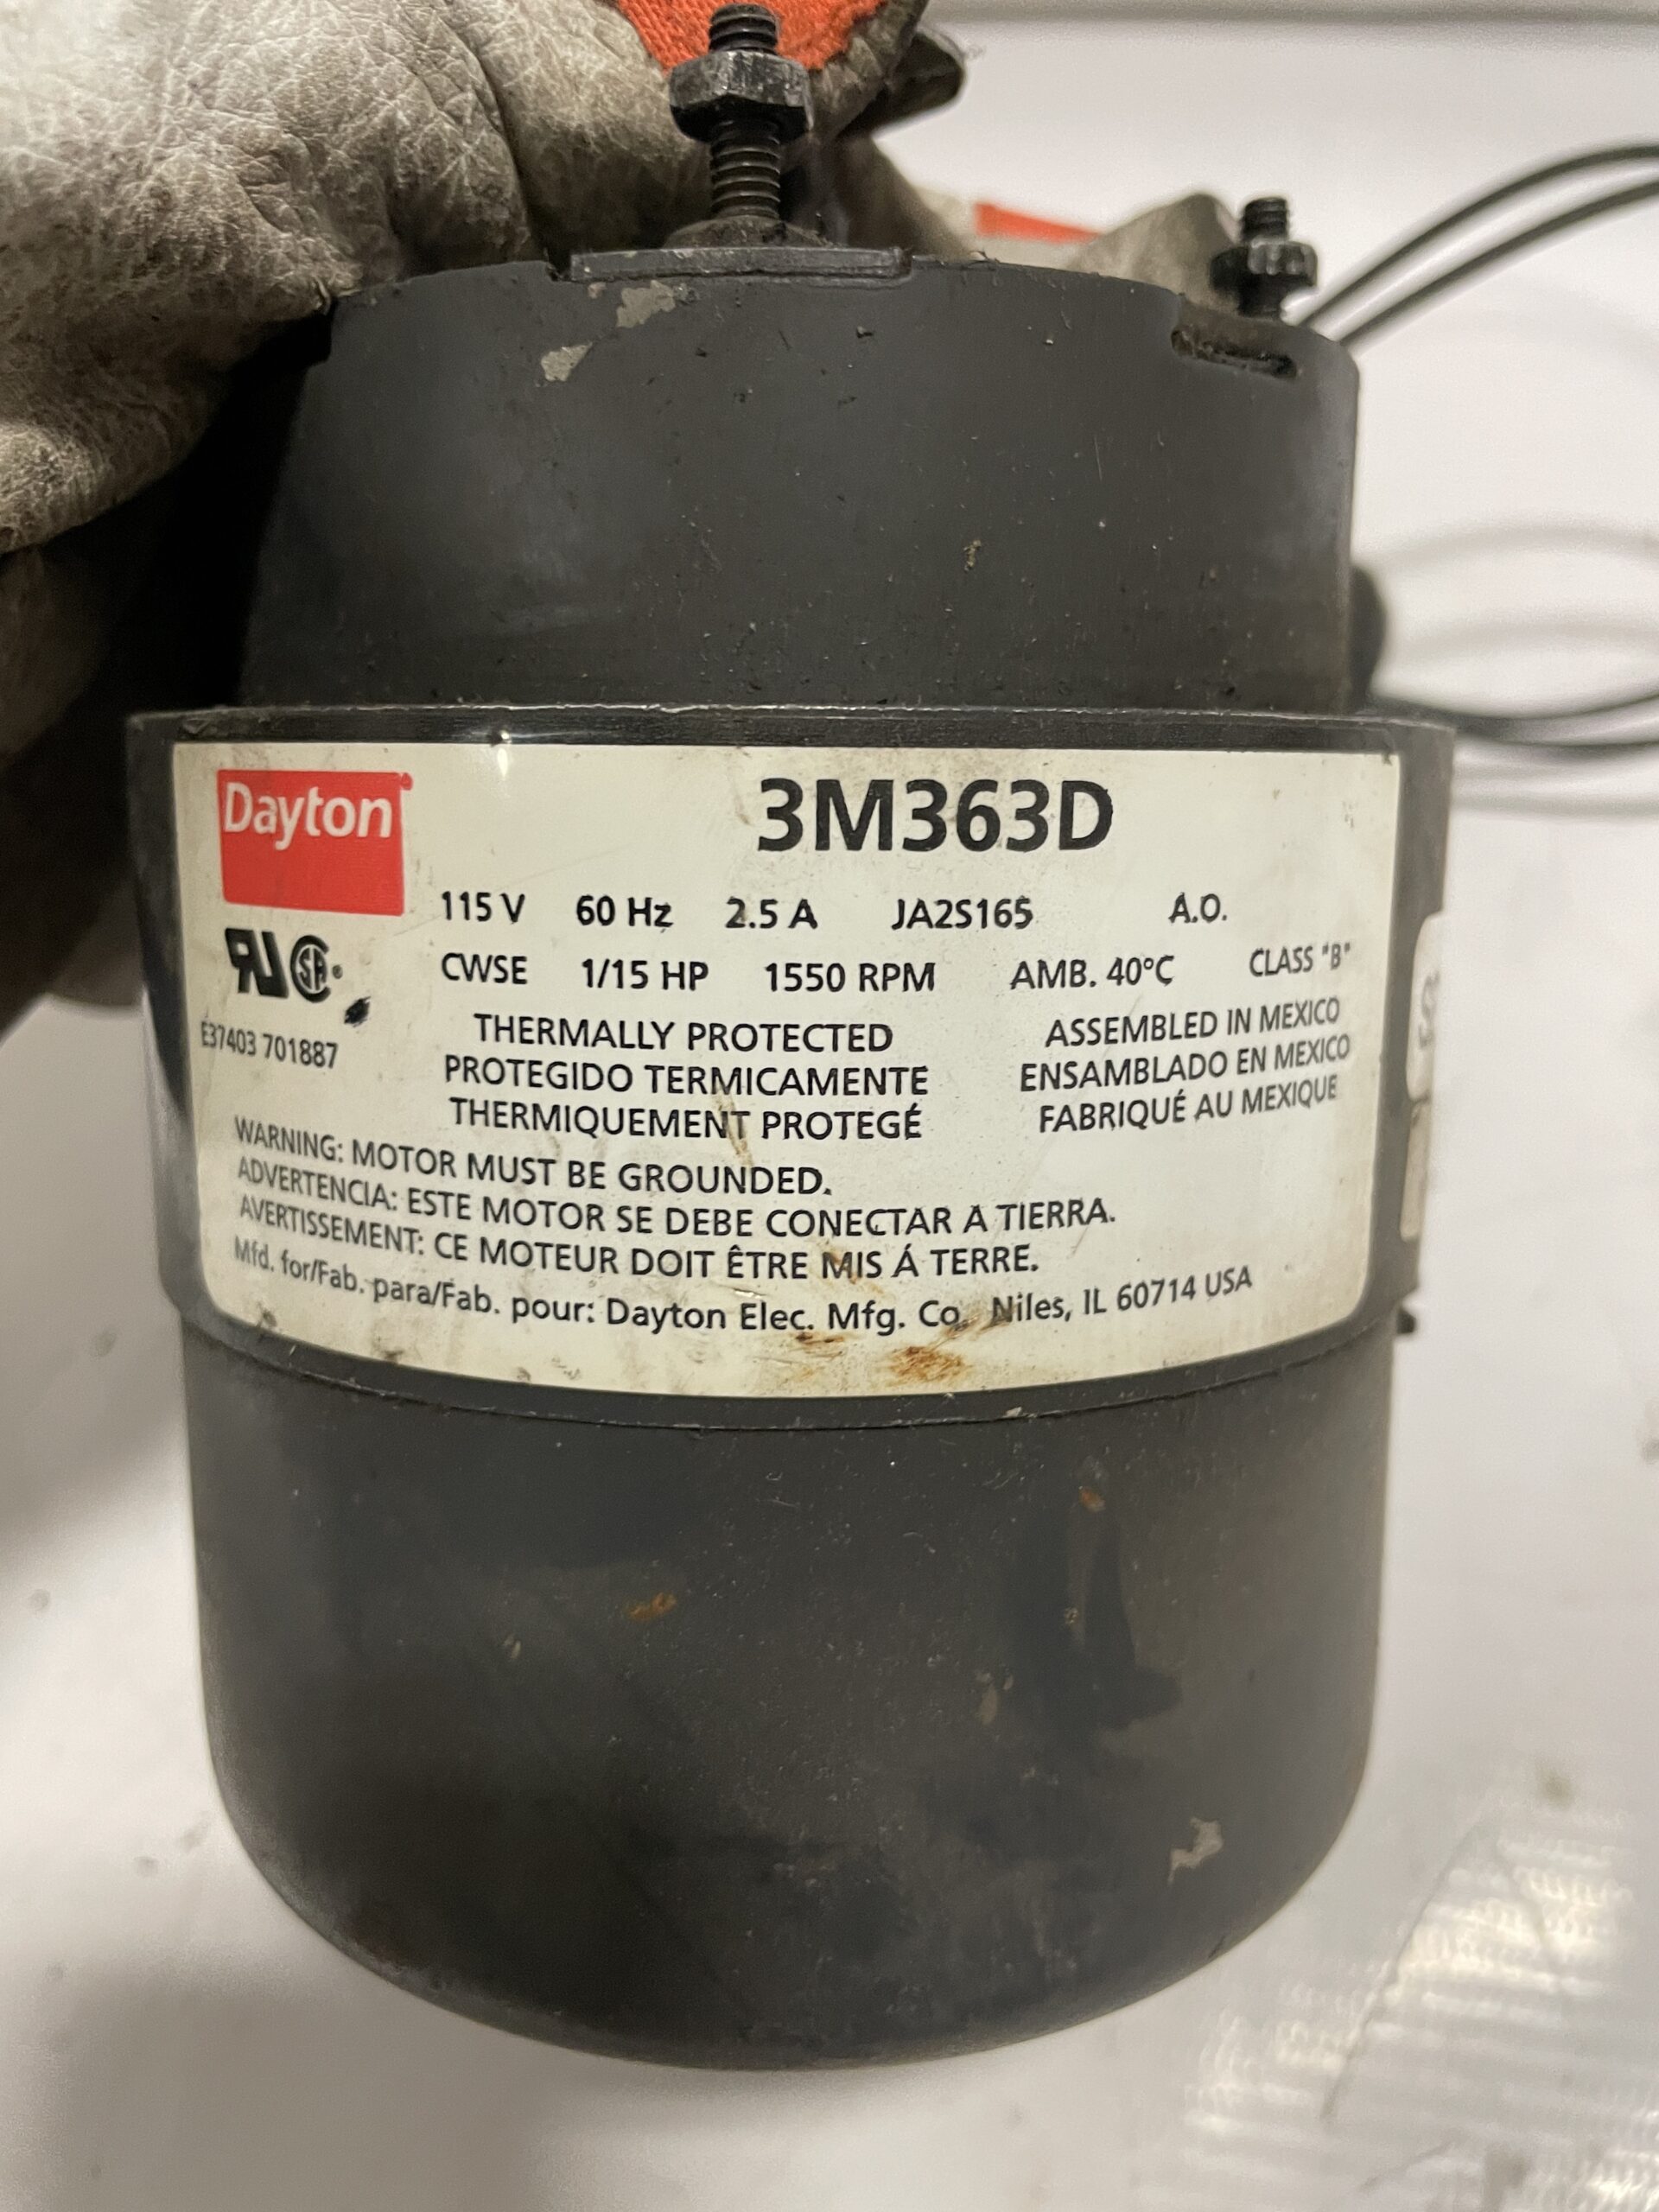 Dayton
3M363D
115 V 60 Hz 2.5 A JA2S165 A.O.
CWSE 1/15 HP 1550 RPM AMB. 40°C CLASS "B"
E37403 701887
THERMALLY PROTECTED
PROTEGIDO TERMICAMENTE
THERMIQUEMENT PROTEGÉ
ASSEMBLED IN MEXICO
ENSAMBLADO EN MEXICO
FABRIQUÉ AU MEXIQUE
WARNING: MOTOR MUST BE GROUNDED.
ADVERTENCIA: ESTE MOTOR SE DEBE CONECTAR A TIERRA.
AVERTISSEMENT: CE MOTEUR DOIT ÊTRE MIS Á TERRE.
Mfd. for/Fab. para/Fab. pour: Dayton Elec. Mfg. Co. Niles, IL 60714 USA